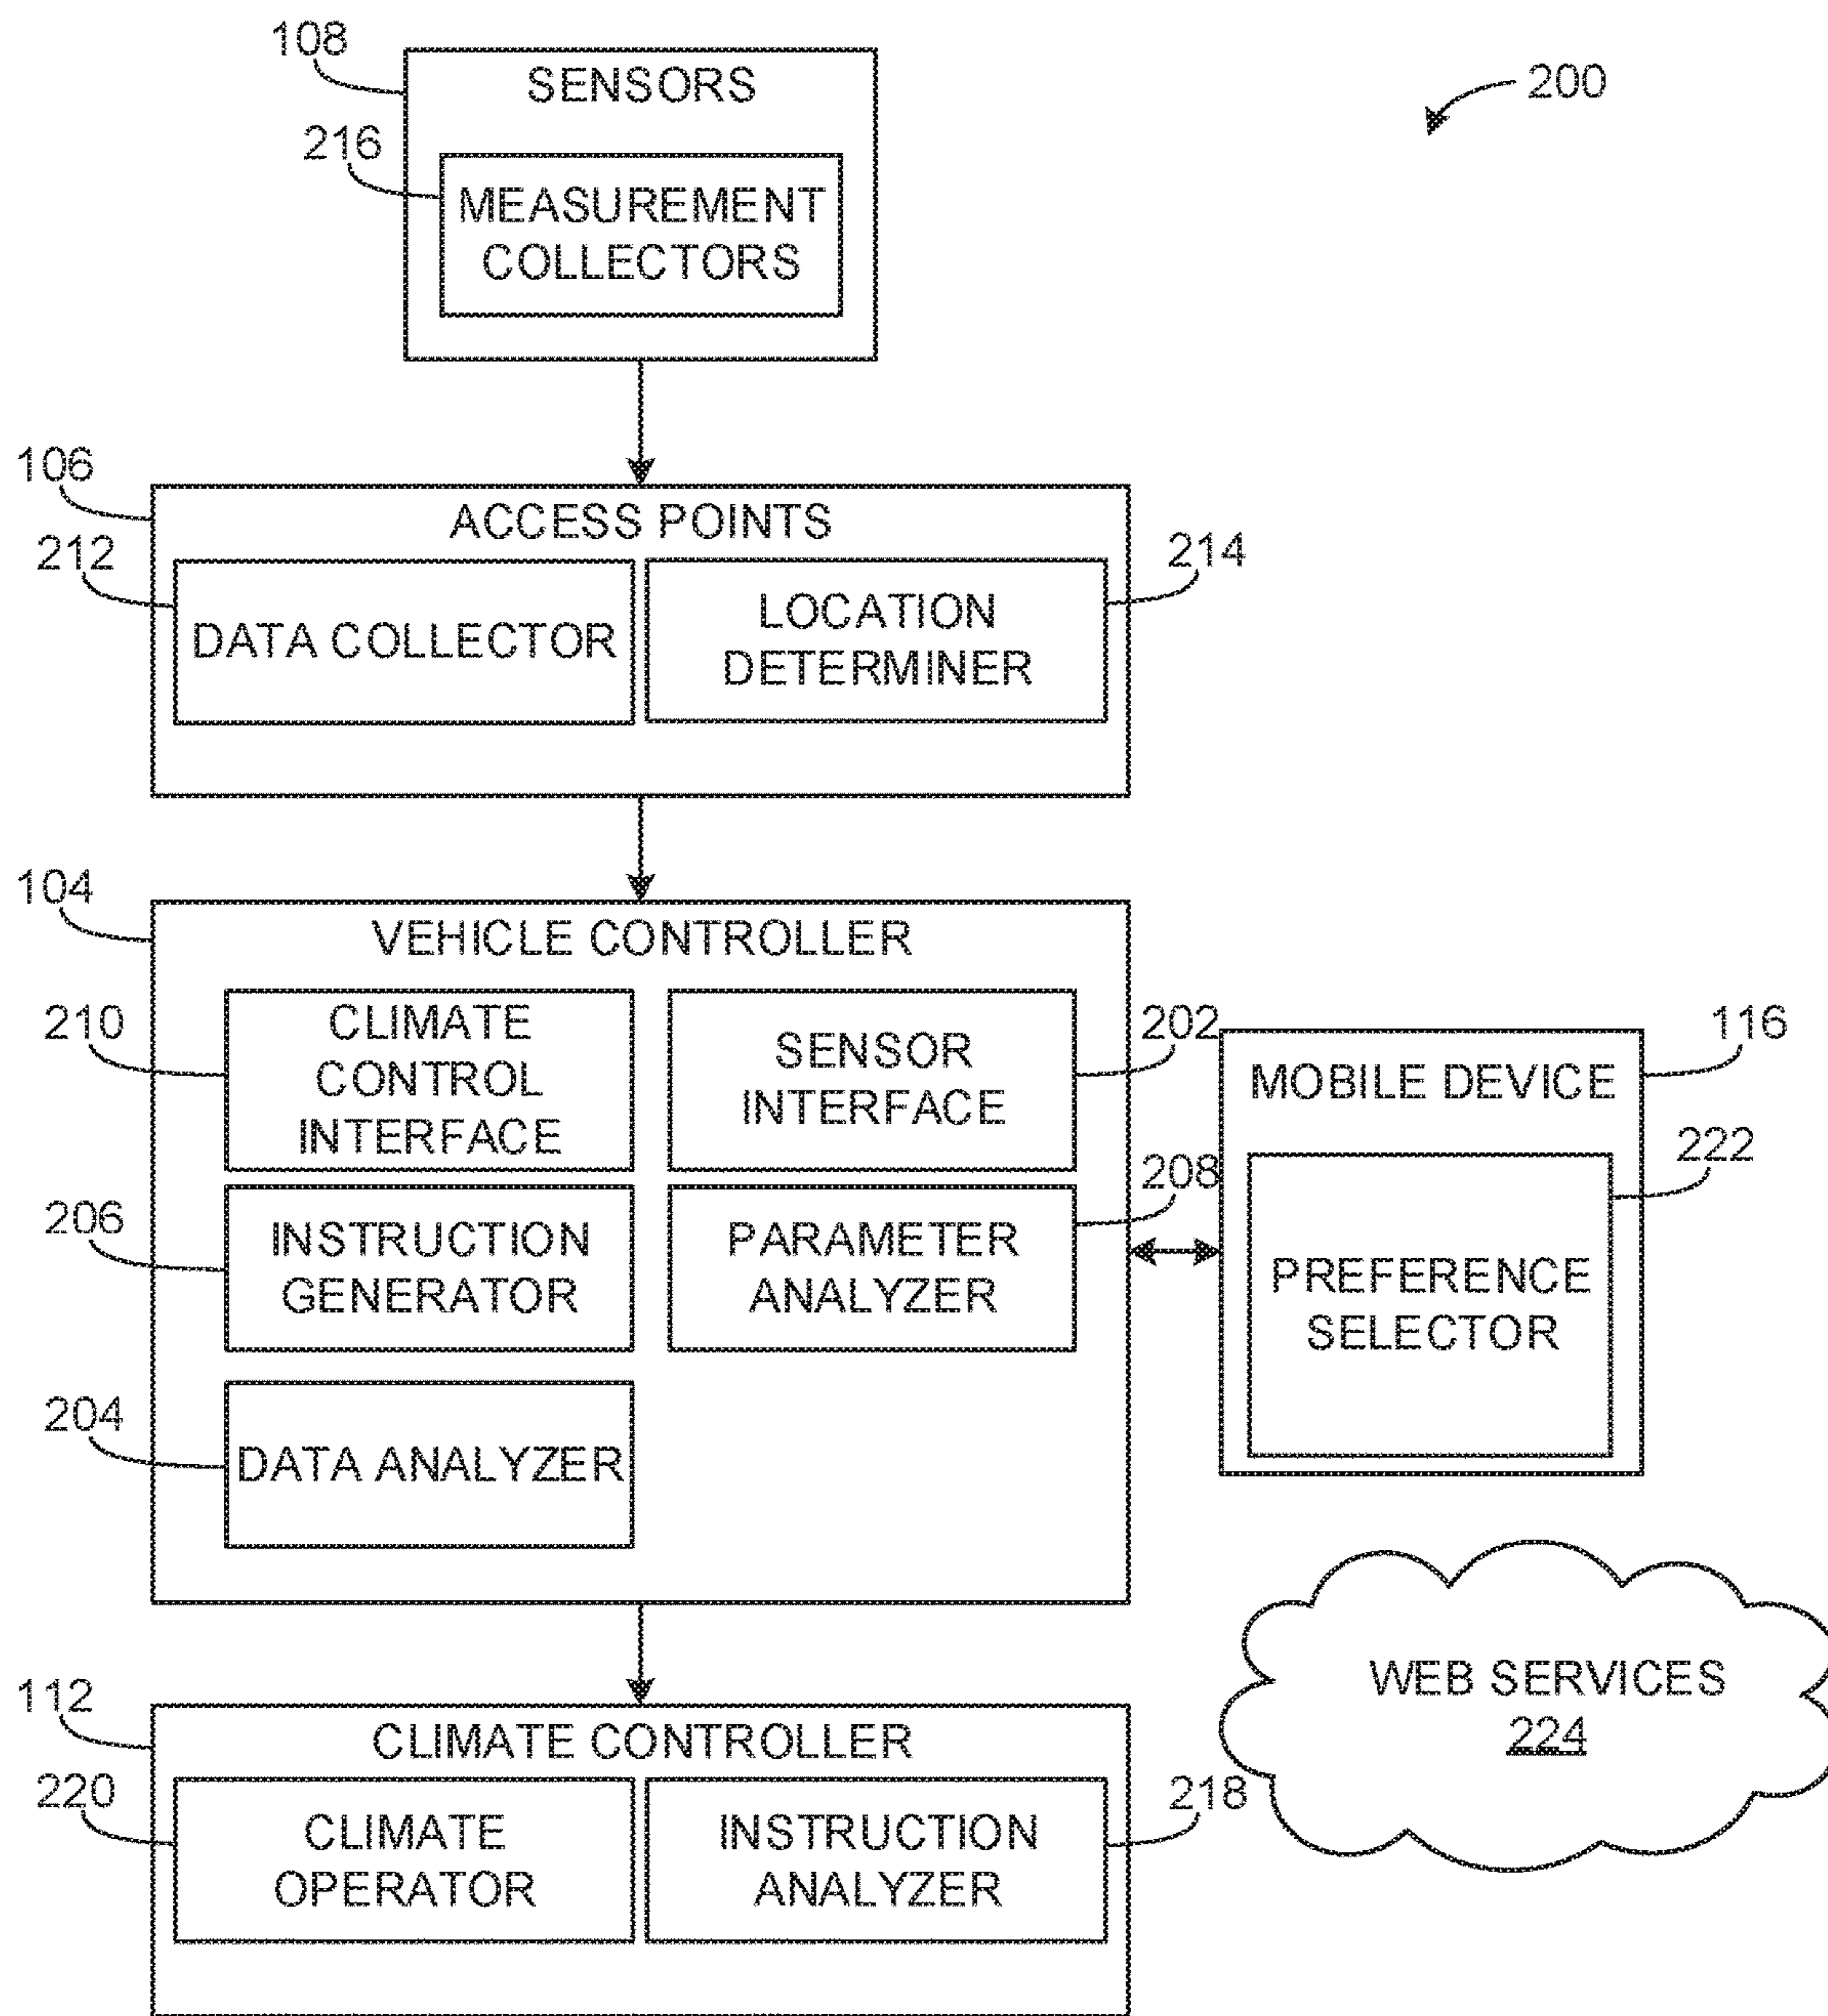 108
SENSORS
200
216
MEASUREMENT
COLLECTORS
106
ACCESS POINTS
212
214
DATA COLLECTOR
LOCATION
DETERMINER
104
VEHICLE CONTROLLER
210
CLIMATE
CONTROL
INTERFACE
SENSOR
INTERFACE
202
116
MOBILE DEVICE
206
INSTRUCTION
GENERATOR
PARAMETER
ANALYZER
208
222
PREFERENCE
SELECTOR
204
DATA ANALYZER
WEB SERVICES
224
112
CLIMATE CONTROLLER
220
CLIMATE
OPERATOR
INSTRUCTION
ANALYZER
218